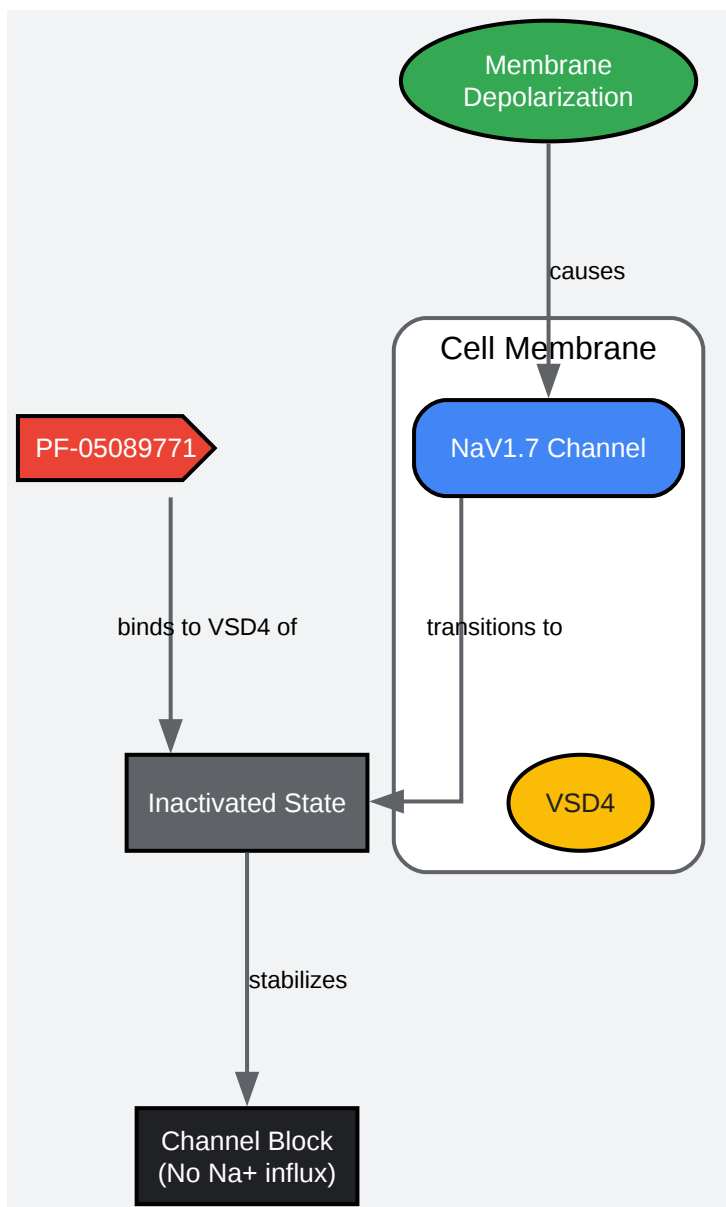 Membrane
Depolarization
causes
Cell Membrane
PF-05089771
NaV1.7 Channel
binds to VSD4 of
transitions to
Inactivated State
VSD4
stabilizes
Channel Block
(No Na+ influx)